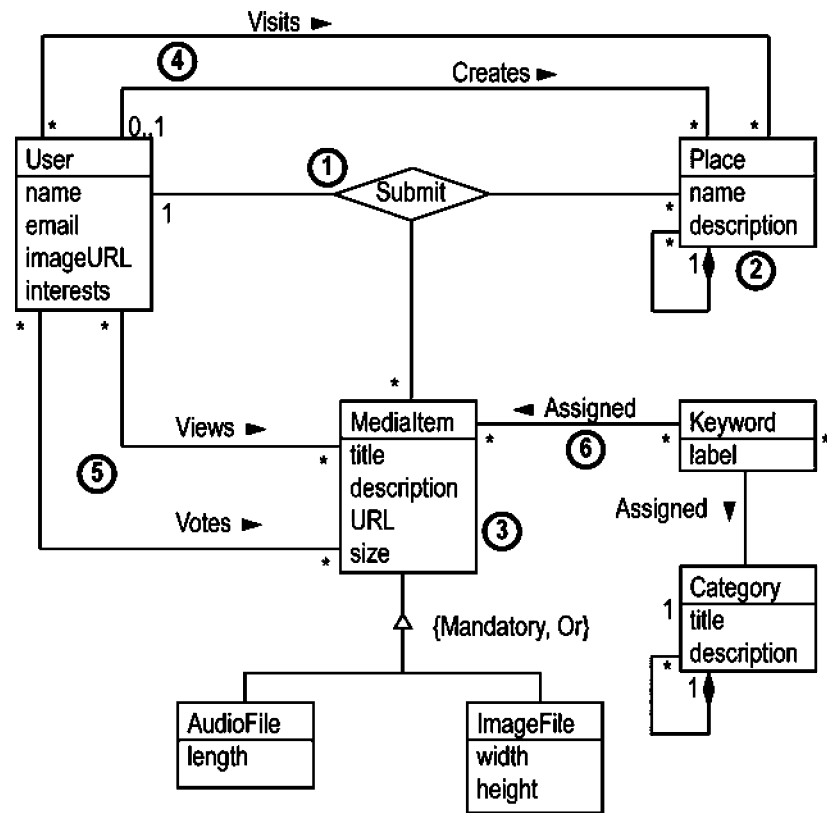 Visits ►
4
Creates ►
*
0..1
*
*
User
name
email
imageURL
interests
1
1
Submit
*
Place
name
description
*
1
2
*
*
*
Views ►
*
5
Votes ►
*
MediaItem
title
description
URL
size
3
◄ Assigned
*
*
6
Keyword
label
*
Assigned ▼
1
Category
title
description
*
1
{Mandatory, Or}
AudioFile
length
ImageFile
width
height